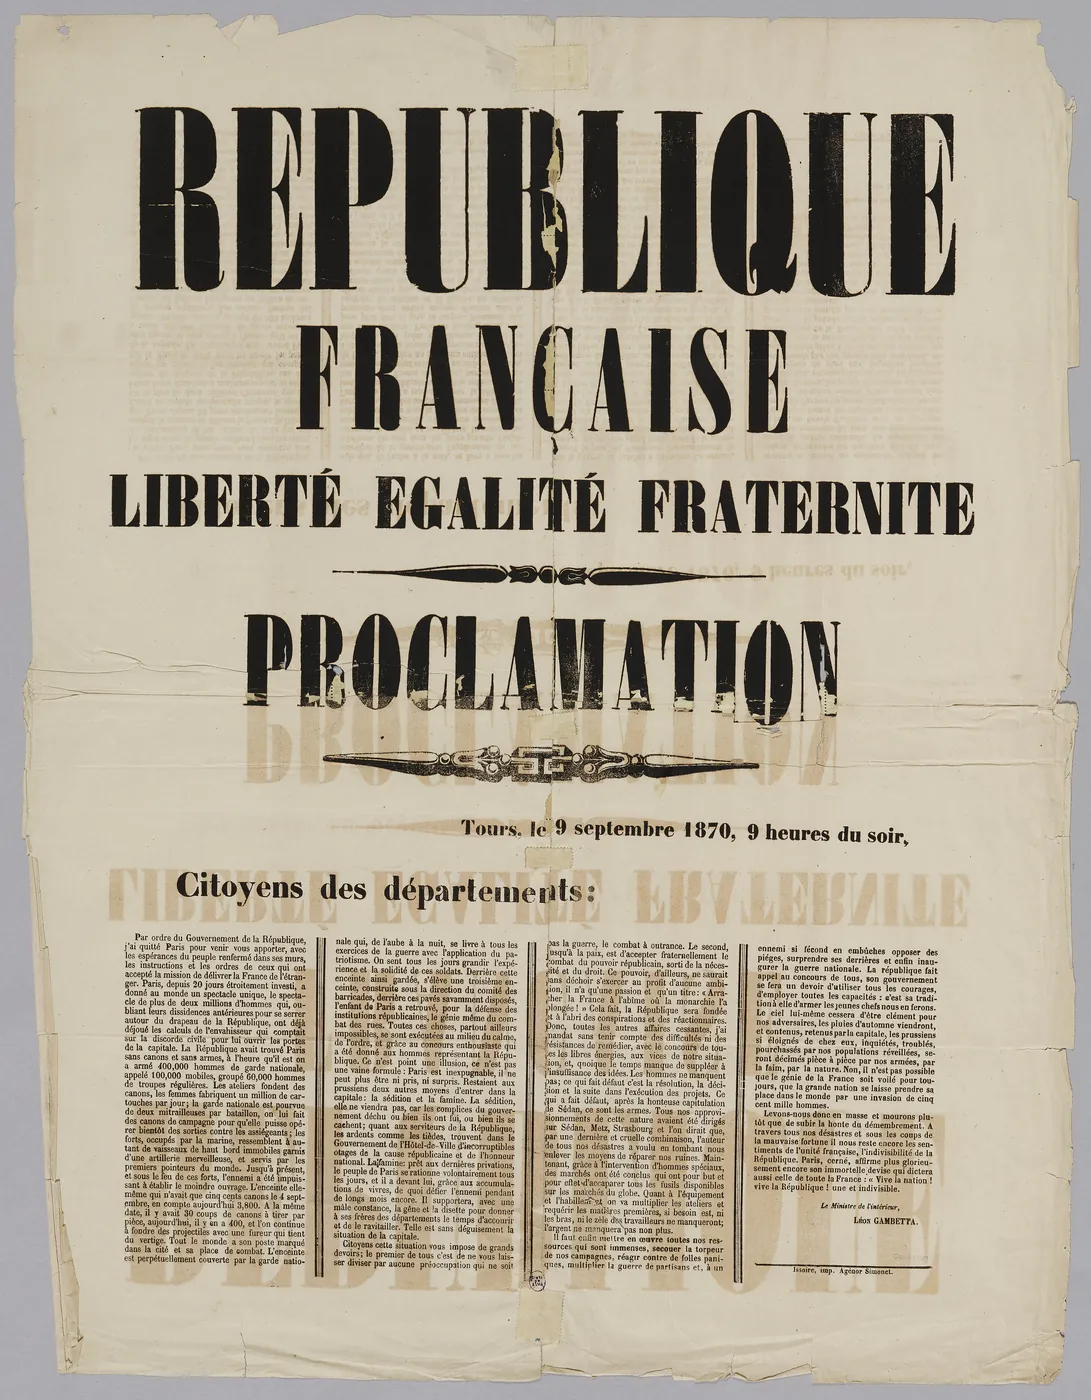 REPUBLIQUE
FRANÇAISE
LIBERTÉ EGALITÉ FRATERNITE
PROCLAMATION
Tours, le 9 septembre 1870, 9 heures du soir,
Citoyens des départements:
Par ordre du Gouvernement de la République,
j'ai quitté Paris pour venir vous apporter, avec
les espérances du peuple renfermé dans ses murs,
les instructions et les ordres de ceux qui ont
accepté la mission de délivrer la France de l'étran-
ger. Paris, depuis 20 jours étroitement investi, a
donné au monde un spectacle unique, le specta-
cle de plus de deux millions d'hommes qui, ou-
bliant leurs dissidences antérieures pour se serrer
autour du drapeau de la République, ont déjà
déjoué les calculs de l'envahisseur qui comptait
sur la discorde civile pour lui ouvrir les portes
de la capitale. La République avait trouvé Paris
sans canons et sans armes, à l'heure qu'il est on
a armé 400,000 hommes de garde nationale,
appelé 100,000 mobiles, groupé 60,000 hommes
de troupes régulières. Les ateliers fondent des
canons, les femmes fabriquent un million de car-
touches par jour; la garde nationale est pourvue
de deux mitrailleuses par bataillon, on lui fait
des canons de campagne pour qu'elle puisse opé-
rer bientôt des sorties contre les assiégeants; les
forts, occupés par la marine, ressemblent à au-
tant de vaisseaux de haut bord immobiles garnis
d'une artillerie merveilleuse, et servis par les
premiers pointeurs du monde. Jusqu'à présent,
et sous le feu de ces forts, l'ennemi a été impuis-
sant à établir le moindre ouvrage. L'enceinte elle-
même qui n'avait que cinq cents canons le 4 sept-
embre, en compte aujourd'hui 3,800. A la même
date, il y avait 30 coups de canons à tirer par
pièce, aujourd'hui, il y en a 400, et l'on continue
à fondre des projectiles avec une fureur qui tient
du vertige. Tout le monde a son poste marqué
dans la cité et sa place de combat. L'enceinte
est perpétuellement couverte par la garde natio-
nale qui, de l'aube à la nuit, se livre à tous les
exercices de la guerre avec l'application du pa-
triotisme. On sent tous les jours grandir l'expé-
rience et la solidité de ces soldats. Derrière cette
enceinte ainsi gardée, s'élève une troisième en-
ceinte, construite sous la direction du comité des
barricades, derrière ces pavés savamment disposés,
l'enfant de Paris a retrouvé, pour la défense des
institutions républicaines, le génie même du com-
bat des rues. Toutes ces choses, partout ailleurs
impossibles, se sont exécutées au milieu du calme,
de l'ordre, et grâce au concours enthousiaste qui
a été donné aux hommes représentant la Répu-
blique. Ce n'est point une illusion, ce n'est pas
une vaine formule : Paris est inexpugnable, il ne
peut plus être ni pris, ni surpris. Restaient aux
prussiens deux autres moyens d'entrer dans la
capitale : la sédition et la famine. La sédition,
elle ne viendra pas, car les complices du gouver-
nement déchu ou bien ils ont fui, ou bien ils se
cachent; quant aux serviteurs de la République,
les ardents comme les tièdes, trouvent dans le
Gouvernement de l'Hôtel-de-Ville d'incorruptibles
otages de la cause républicaine et de l'honneur
national. La famine: prêt aux dernières privations,
le peuple de Paris se rationne volontairement tous
les jours, et il a devant lui, grâce aux accumula-
tions de vivres, de quoi défier l'ennemi pendant
de longs mois encore. Il supportera, avec une
mâle constance, la gêne et la disette pour donner
à ses frères des départements le temps d'accourir
et de le ravitailler. Telle est sans déguisement la
situation de la capitale.
Citoyens cette situation vous impose de grands
devoirs; le premier de tous c'est de ne vous lais-
ser diviser par aucune préoccupation qui ne soit
pas la guerre, le combat à outrance. Le second,
jusqu'à la paix, est d'accepter fraternellement le
combat du pouvoir républicain, sorti de la néces-
sité et du droit. Ce pouvoir, d'ailleurs, ne saurait
sans déchoir s'exercer au profit d'aucune ambi-
tion, il n'a qu'une passion et qu'un titre : « Arra-
cher la France à l'abîme où la monarchie l'a
plongée ! » Cela fait, la République sera fondée
et à l'abri des conspirations et des réactionnaires.
Donc, toutes les autres affaires cessantes, j'ai
mandat sans tenir compte des difficultés ni des
résistances de remédier, avec le concours de tou-
tes les libres énergies, aux vices de notre situa-
tion, et, quoique le temps manque de suppléer à
l'insuffisance des idées. Les hommes ne manquent
pas; ce qui fait défaut c'est la résolution, la déci-
sion et la suite dans l'exécution des projets. Ce
qui a fait défaut, après la honteuse capitulation
de Sédan, ce sont les armes. Tous nos approvi-
sionnements de cette nature avaient été dirigés
sur Sédan, Metz, Strasbourg et l'on dirait que,
par une dernière et cruelle combinaison, l'auteur
de tous nos désastres a voulu en tombant nous
enlever les moyens de réparer nos ruines. Main-
tenant, grâce à l'intervention d'hommes spéciaux,
des marchés ont été conclus qui ont pour but et
pour effet d'accaparer tous les fusils disponibles
sur les marchés du globe. Quant à l'équipement
et l'habillement on va multiplier les ateliers et
requérir les matières premières, si besoin est, ni
les bras, ni le zèle des travailleurs ne manqueront;
l'argent ne manquera pas non plus.
Il faut enfin mettre en œuvre toutes nos res-
sources qui sont immenses, secouer la torpeur
de nos campagnes, réagir contre de folles pani-
ques, multiplier la guerre de partisans et, à un
ennemi si fécond en embûches opposer des
pièges, surprendre ses derrières et enfin inau-
gurer la guerre nationale. La république fait
appel au concours de tous, son gouvernement
se fera un devoir d'utiliser tous les courages,
d'employer toutes les capacités : c'est sa tradi-
tion à elle d'armer les jeunes chefs nous en ferons.
Le ciel lui-même cessera d'être clément pour
nos adversaires, les pluies d'automne viendront,
et contenus, retenus par la capitale, les prussiens
si éloignés de chez eux, inquiétés, troublés,
pourchassés par nos populations réveillées, se-
ront décimés pièce à pièce par nos armées, par
la faim, par la nature. Non, il n'est pas possible
que le génie de la France soit voilé pour tou-
jours, que la grande nation se laisse prendre sa
place dans le monde par une invasion de cinq
cent mille hommes.
Levons-nous donc en masse et mourons plu-
tôt que de subir la honte du démembrement. A
travers tous nos désastres et sous les coups de
la mauvaise fortune il nous reste encore les sen-
timents de l'unité française, l'indivisibilité de la
République. Paris, cerné, affirme plus glorieu-
sement encore son immortelle devise qui dictera
aussi celle de toute la France : « Vive la nation !
vive la République ! une et indivisible.
Le Ministre de l'intérieur,
LÉON GAMBETTA.
Issoire, imp. Agénor Simonet.